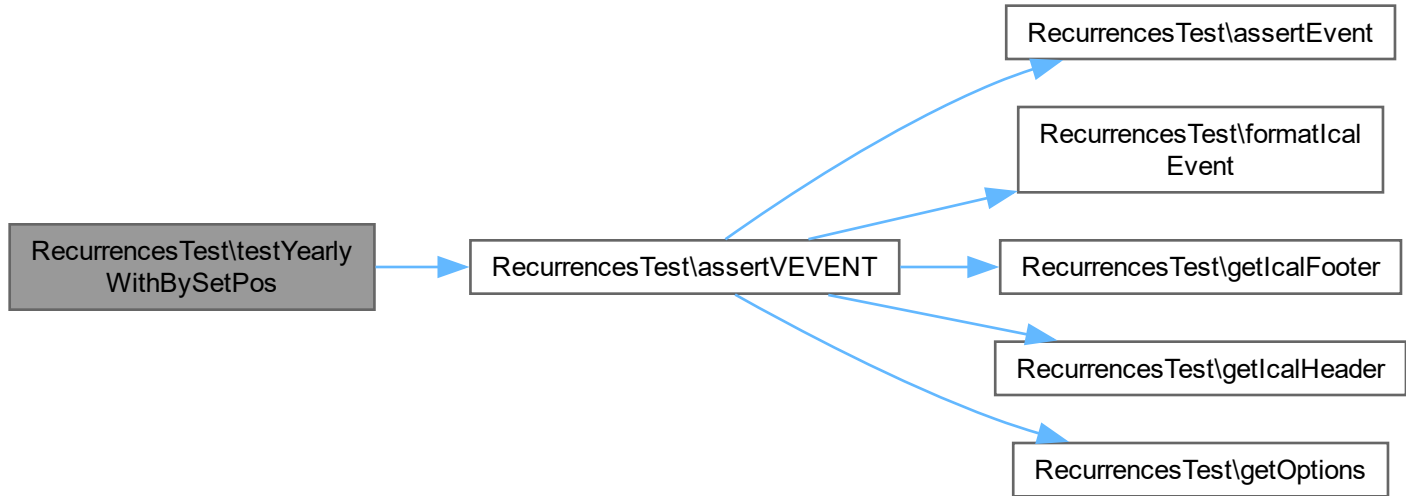 RecurrencesTest\assertEvent
RecurrencesTest\formatIcal
Event
RecurrencesTest\testYearly
WithBySetPos
RecurrencesTest\assertVEVENT
RecurrencesTest\getIcalFooter
RecurrencesTest\getIcalHeader
RecurrencesTest\getOptions